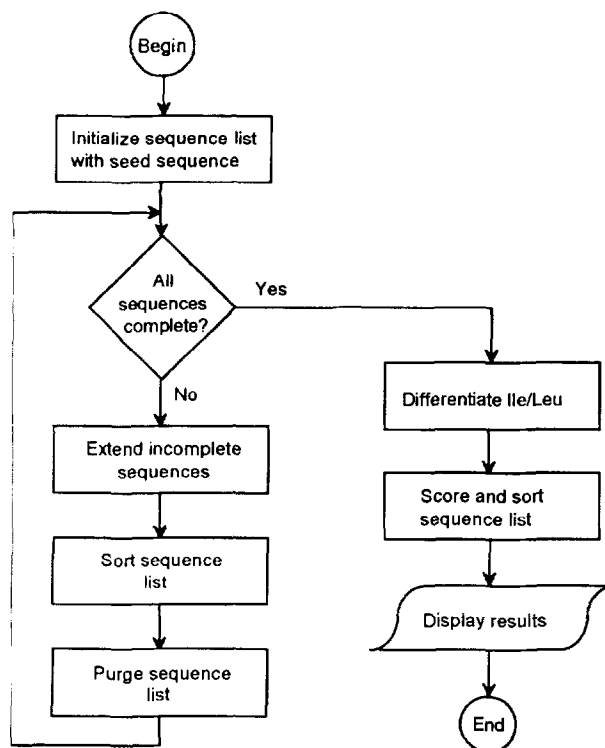 Begin
Initialize sequence list
with seed sequence
All
sequences
complete?
Yes
No
Extend incomplete
sequences
Sort sequence
list
Purge sequence
list
Differentiate Ile/Leu
Score and sort
sequence list
Display results
End